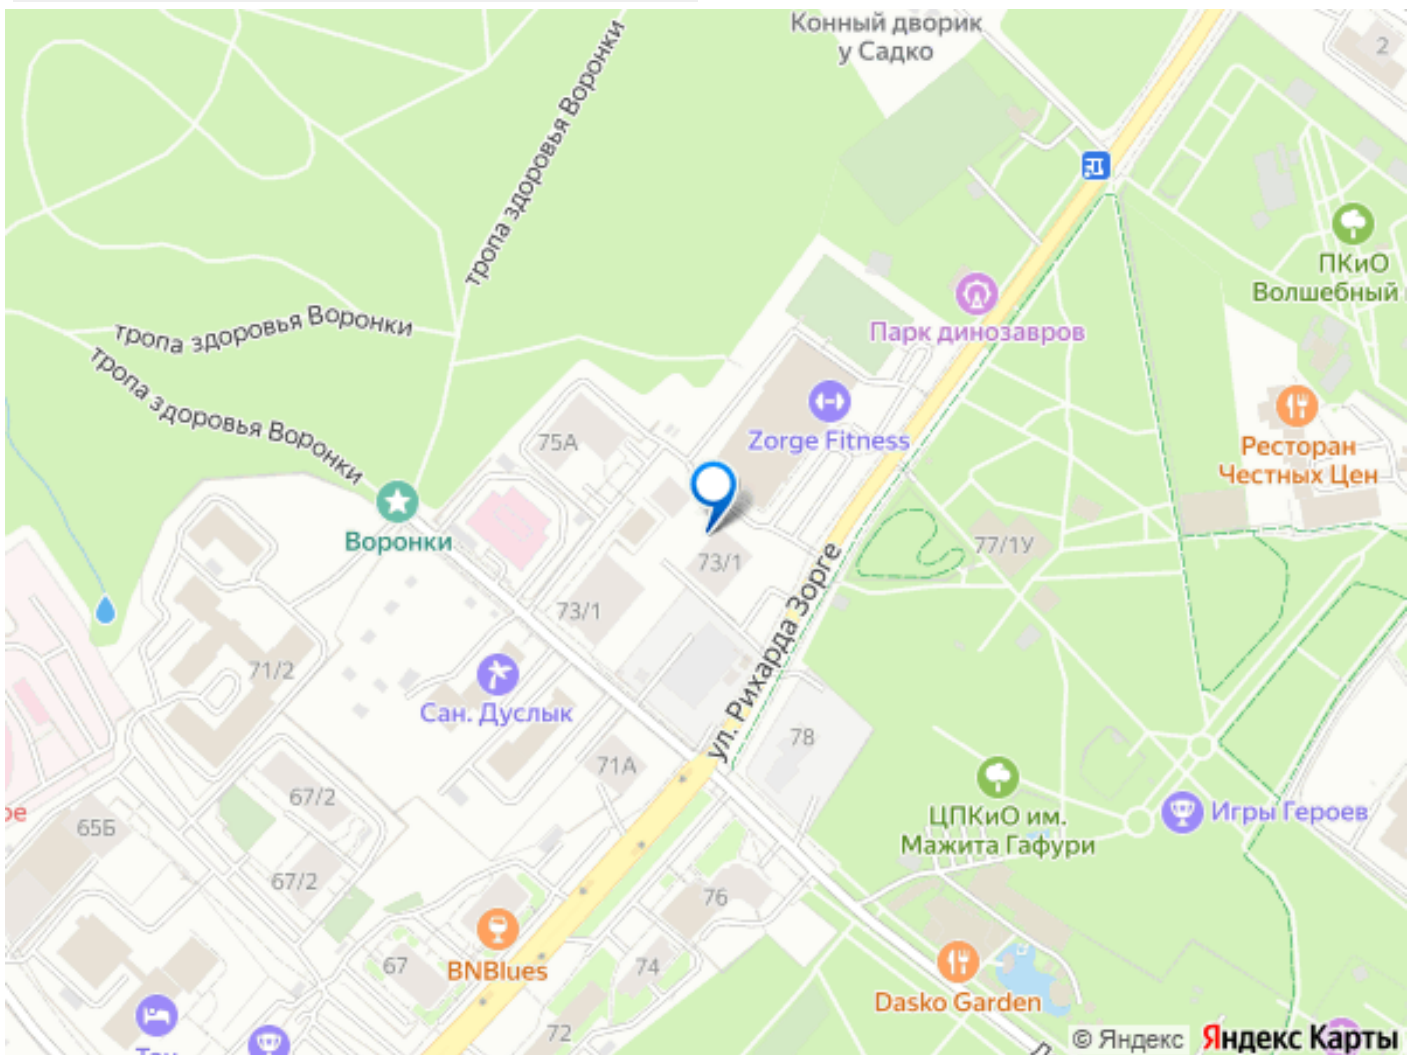 Конный дворик
у Садко
2
тропа здоровья Воронки
ПКиО
Волшебный
тропа здоровья Воронки
Парк динозавров
тропа здоровья Воронки
75А
Zorge Fitness
Ресторан
Честных Цен
Воронки
73/1
77/1У
73/1
ул. Рихарда Зорге
71/2
Сан. Дуслык
78
71А
67/2
ое
65Б
ЦПКиО им.
Мажита Гафури
Игры Героев
67/2
76
67
BNBlues
74
Dasko Garden
72
© Яндекс Яндекс Карты